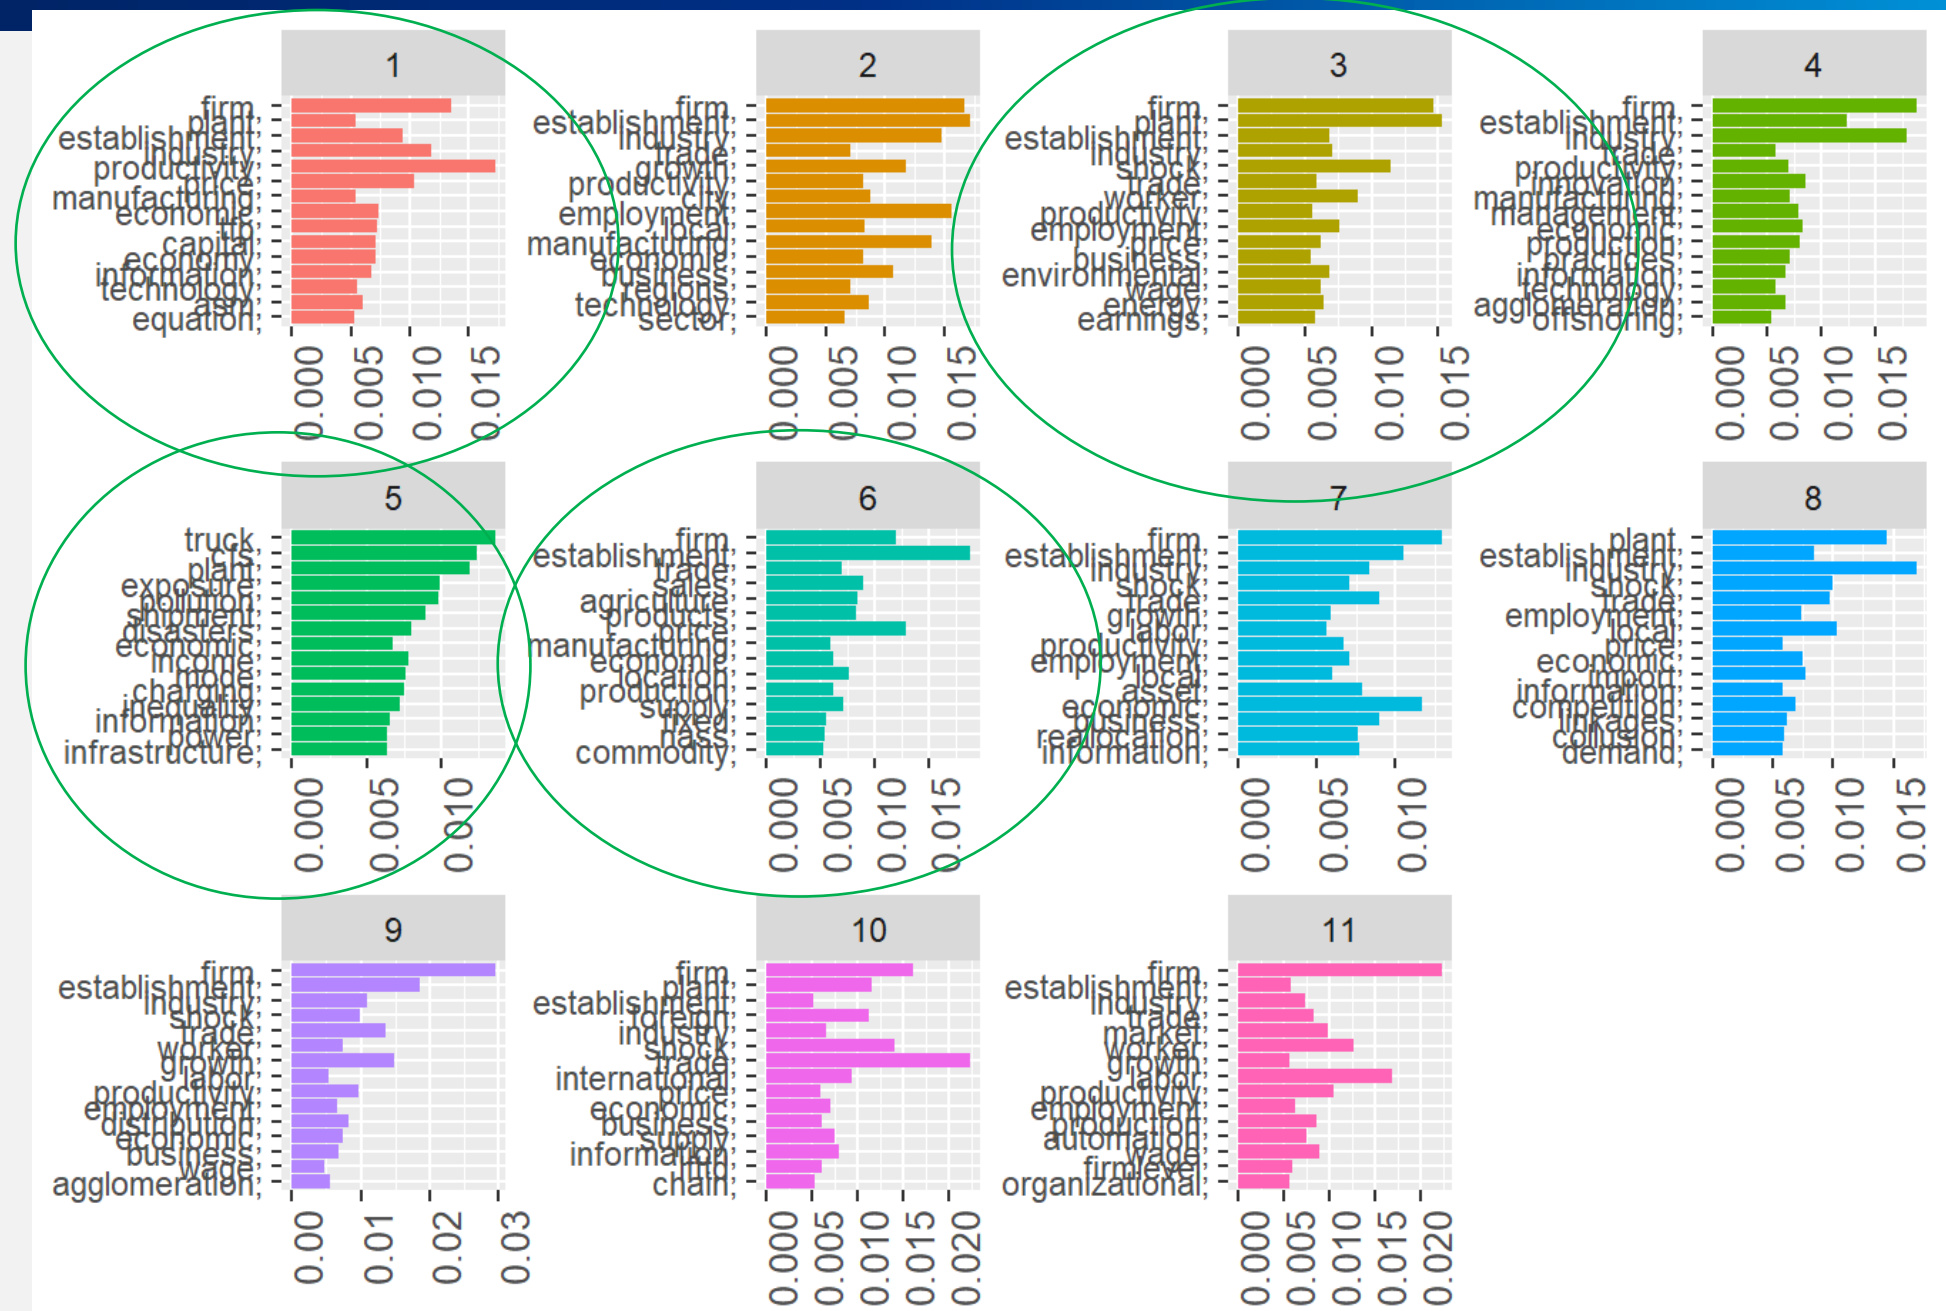 1
firm,
plant,
establishment,
industry,
productivity,
price,
manufacturing,
economic,
tfp,
capital,
economy,
information,
technology,
asm,
equation,
0.000
0.005
0.010
0.015
2
firm,
establishment,
industry,
trade,
growth,
productivity,
city,
employment,
local,
manufacturing,
economic,
business,
regions,
technology,
sector,
0.000
0.005
0.010
0.015
3
firm,
plant,
establishment,
industry,
shock,
trade,
worker,
productivity,
employment,
price,
business,
environmental,
wage,
energy,
earnings,
0.000
0.005
0.010
0.015
4
firm,
establishment,
industry,
trade,
productivity,
innovation,
manufacturing,
management,
economic,
production,
practices,
information,
technology,
agglomeration,
offshoring,
0.000
0.005
0.010
0.015
5
truck,
cfs,
plant,
exposure,
pollution,
shipment,
disasters,
economic,
income,
mode,
charging,
inequality,
information,
power,
infrastructure,
0.000
0.005
0.010
6
firm,
establishment,
trade,
sales,
agriculture,
products,
price,
manufacturing,
economic,
location,
production,
supply,
fixed,
nass,
commodity,
0.000
0.005
0.010
0.015
7
firm,
establishment,
industry,
shock,
trade,
growth,
labor,
productivity,
employment,
local,
asset,
economic,
business,
reallocation,
information,
0.000
0.005
0.010
8
plant,
establishment,
industry,
shock,
trade,
employment,
local,
price,
economic,
import,
information,
competition,
linkages,
collusion,
demand,
0.000
0.005
0.010
0.015
9
firm,
establishment,
industry,
shock,
trade,
worker,
growth,
labor,
productivity,
employment,
distribution,
economic,
business,
wage,
agglomeration,
0.00
0.01
0.02
0.03
10
firm,
plant,
establishment,
foreign,
industry,
shock,
trade,
international,
price,
economic,
business,
supply,
information,
chain,
0.000
0.005
0.010
0.015
0.020
11
firm,
establishment,
industry,
trade,
market,
worker,
growth,
labor,
productivity,
employment,
production,
automation,
wage,
firmlevel,
organizational,
0.000
0.005
0.010
0.015
0.020